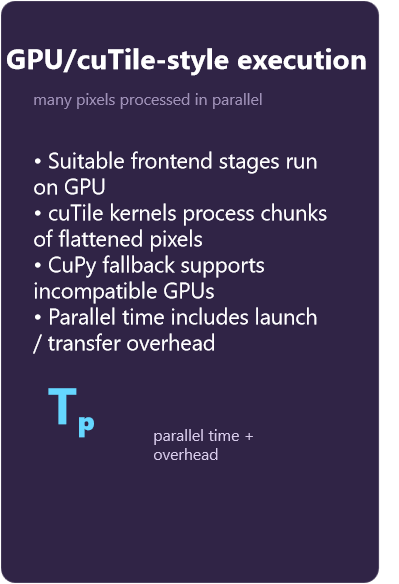 GPU/cuTile-style execution
many pixels processed in parallel
• Suitable frontend stages run
on GPU
• cuTile kernels process chunks
of flattened pixels
• CuPy fallback supports
incompatible GPUs
• Parallel time includes launch
/ transfer overhead
Tp
parallel time +
overhead